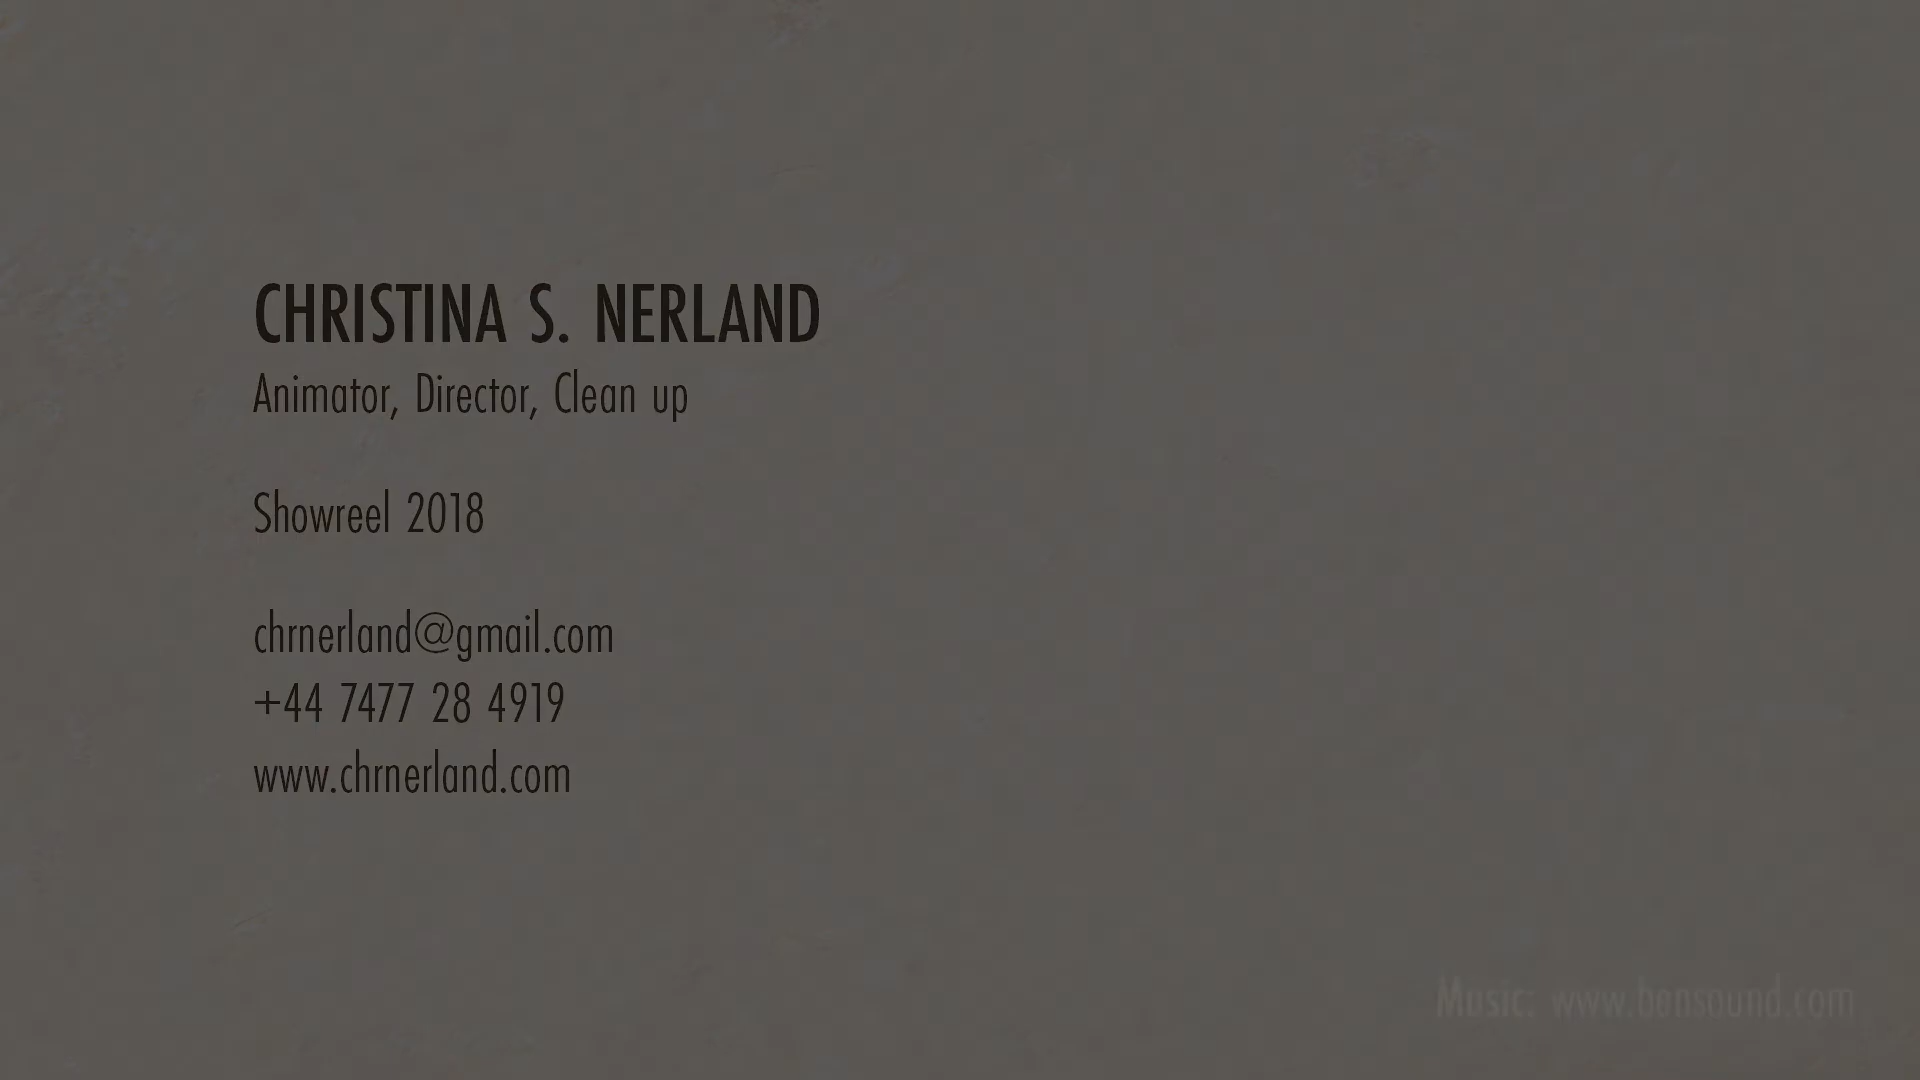 CHRISTINA S. NERLAND
Animator, Director, Clean up
Showreel 2018
chrnerland@gmail.com
+44 7477 28 4919
www.chrnerland.com
Music: www.bensound.com